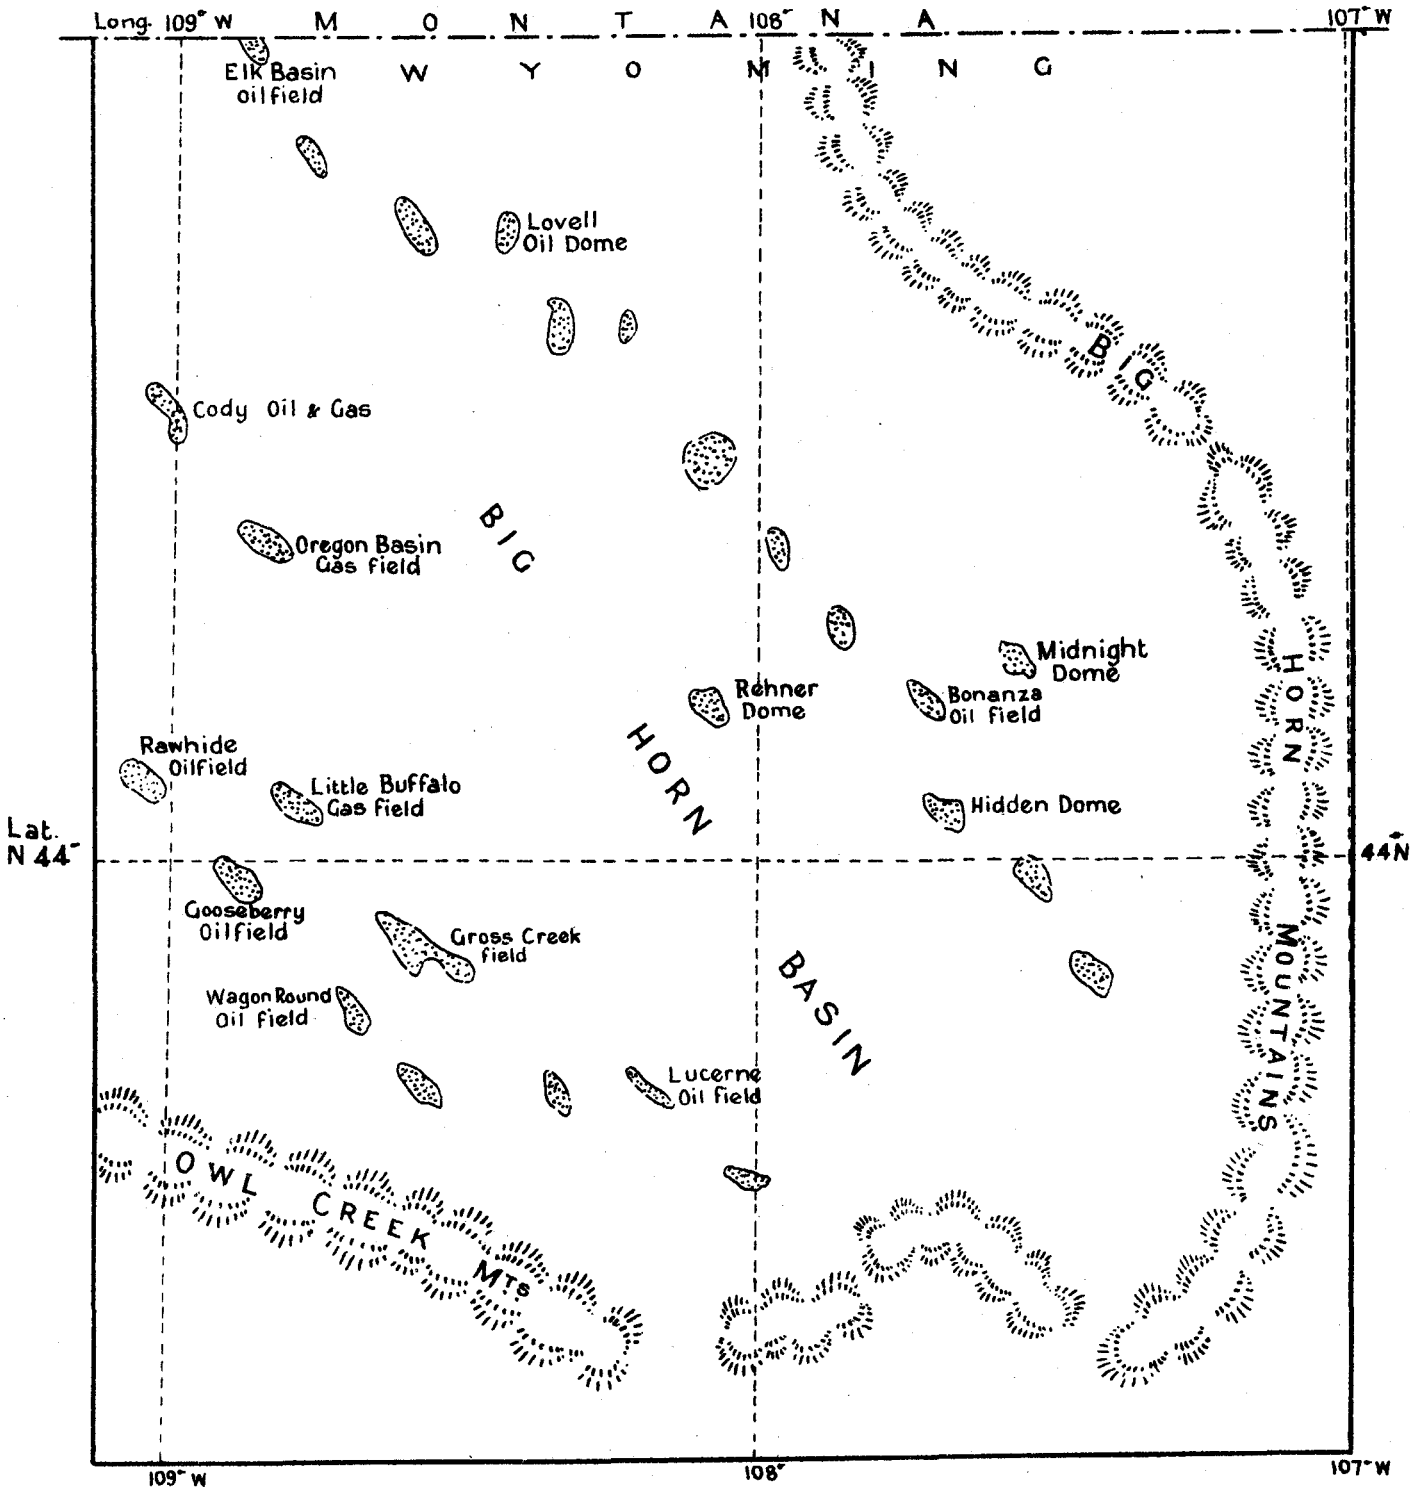 Long. 109° W
MONTANA
108°
107° W
WYOMING
Elk Basin
oilfield
Lovell
Oil Dome
Cody Oil & Gas
Oregon Basin
Gas field
BIG
HORN
BASIN
Midnight
Dome
Rehner
Dome
Bonanza
Oil field
Rawhide
Oilfield
Little Buffalo
Gas field
Hidden Dome
Lat.
N 44°
44°N
Gooseberry
Oilfield
Gross Creek
field
Wagon Round
Oil field
Lucerne
Oil field
BIG
HORN
MOUNTAINS
OWL CREEK MTS
109° W
108°
107° W